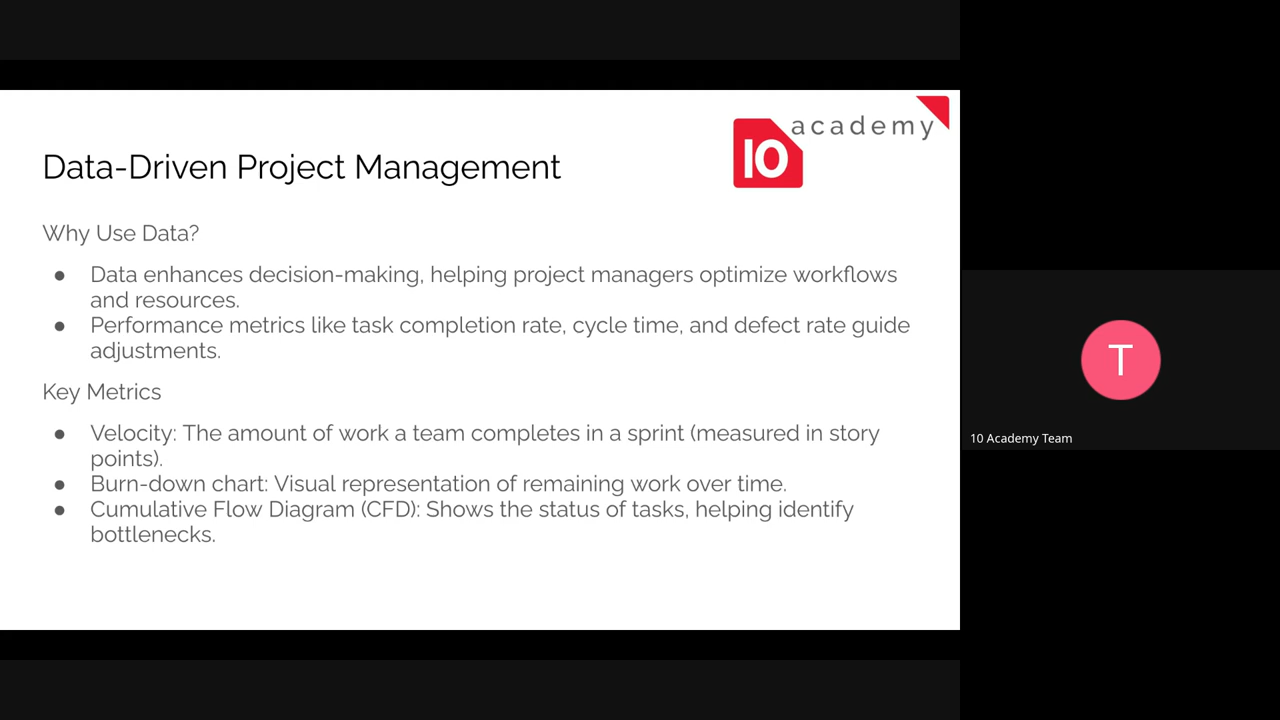 academy
10
Data-Driven Project Management
Why Use Data?
● Data enhances decision-making, helping project managers optimize workflows
and resources.
● Performance metrics like task completion rate, cycle time, and defect rate guide
adjustments.
Key Metrics
● Velocity: The amount of work a team completes in a sprint (measured in story
points).
● Burn-down chart: Visual representation of remaining work over time.
● Cumulative Flow Diagram (CFD): Shows the status of tasks, helping identify
bottlenecks.
T
10 Academy Team